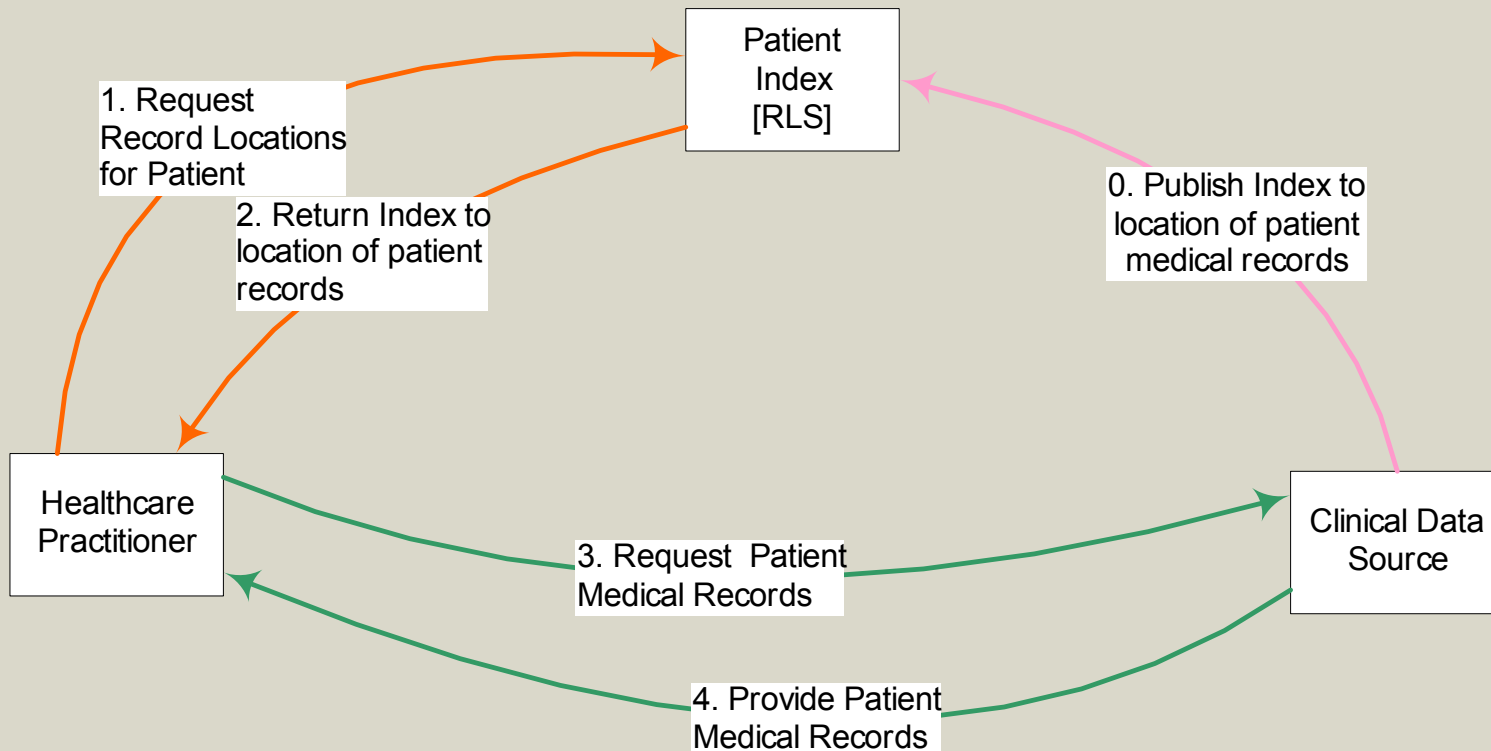 Patient
Index
[RLS]
1. Request
Record Locations
for Patient
2. Return Index to
location of patient
records
0. Publish Index to
location of patient
medical records
Healthcare
Practitioner
Clinical Data
Source
3. Request  Patient
Medical Records
4. Provide Patient
Medical Records